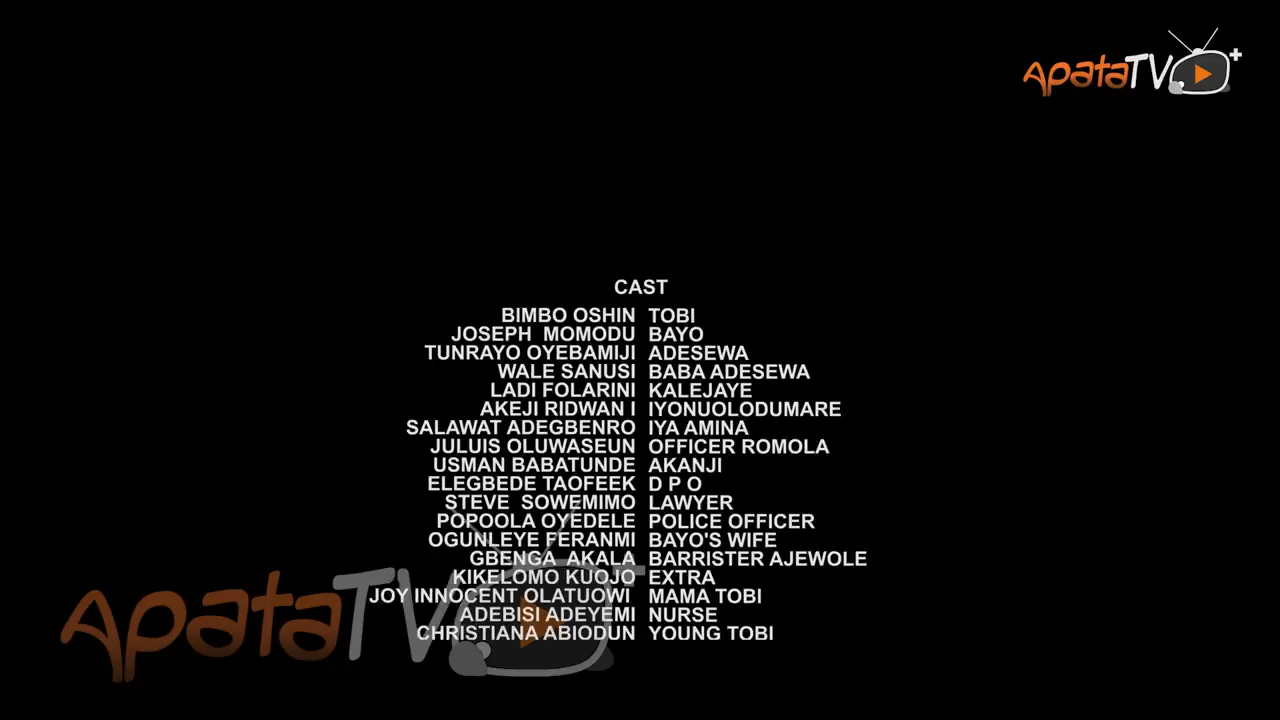 ApataTV+
CAST
BIMBO OSHIN TOBI
JOSEPH MOMODU BAYO
TUNRAYO OYEBAMIJI ADESEWA
WALE SANUSI BABA ADESEWA
LADI FOLARINI KALEJAYE
AKEJI RIDWAN I IYONUOLODUMARE
SALAWAT ADEGBENRO IYA AMINA
JULUIS OLUWASEUN OFFICER ROMOLA
USMAN BABATUNDE AKANJI
ELEGBEDE TAOFEEK D P O
STEVE SOWEMIMO LAWYER
POPOOLA OYEDELE POLICE OFFICER
OGUNLEYE FERANMI BAYO'S WIFE
GBENGA AKALA BARRISTER AJEWOLE
KIKELOMO KUOJO EXTRA
JOY INNOCENT OLATUOWI MAMA TOBI
ADEBISI ADEYEMI NURSE
CHRISTIANA ABIODUN YOUNG TOBI
ApataTV+